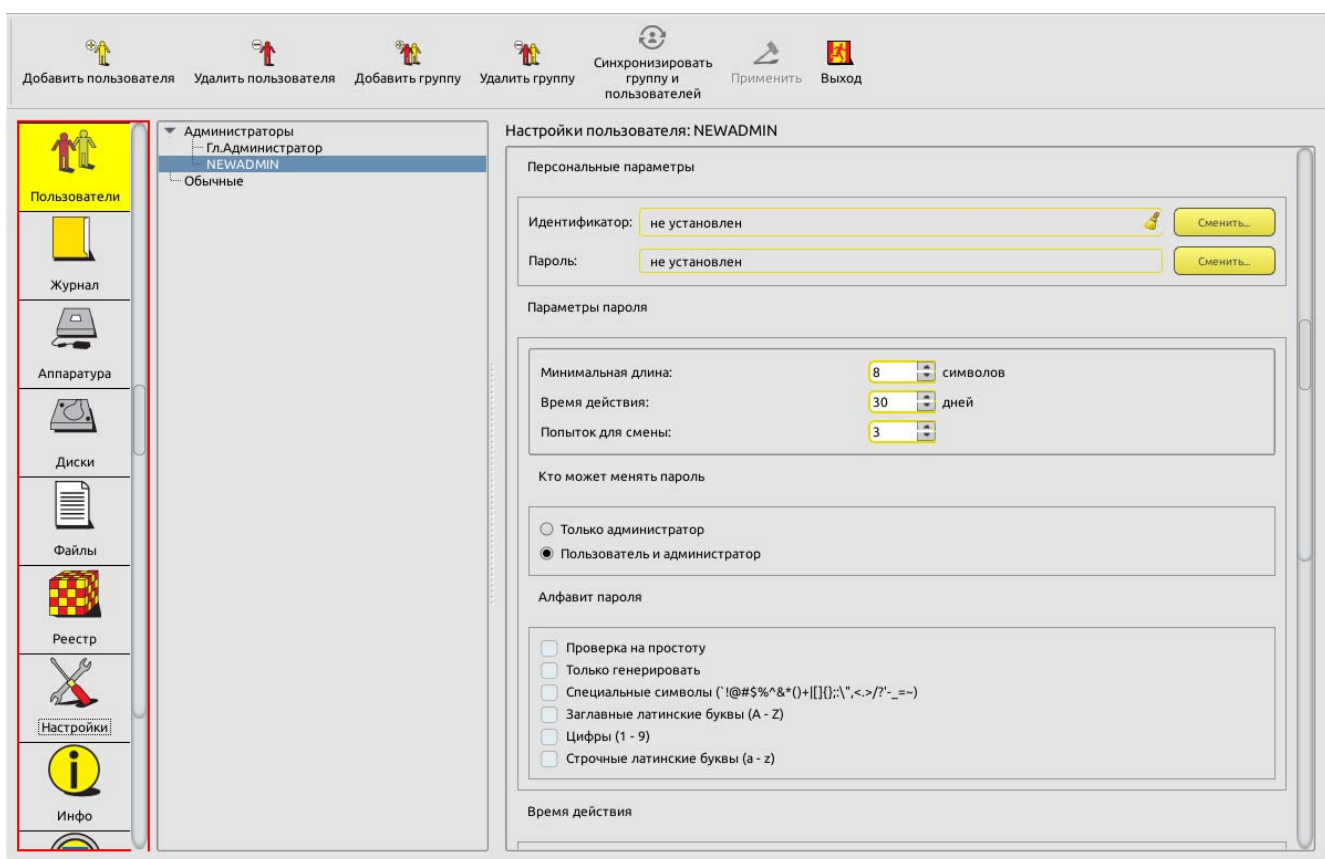 Добавить пользователя
Удалить пользователя
Добавить группу
Удалить группу
Синхронизировать
группу и
пользователей
Применить
Выход
Пользователи
Журнал
Аппаратура
Диски
Файлы
Реестр
Настройки
Инфо
Администраторы
Гл.Администратор
NEWADMIN
Обычные
Настройки пользователя: NEWADMIN
Персональные параметры
Идентификатор: не установлен Сменить...
Пароль: не установлен Сменить...
Параметры пароля
Минимальная длина: 8 символов
Время действия: 30 дней
Попыток для смены: 3
Кто может менять пароль
Только администратор
Пользователь и администратор
Алфавит пароля
Проверка на простоту
Только генерировать
Специальные символы (`!@#$%^&*()+|[]{};:\",<.>/?'-_=~)
Заглавные латинские буквы (A - Z)
Цифры (1 - 9)
Строчные латинские буквы (a - z)
Время действия